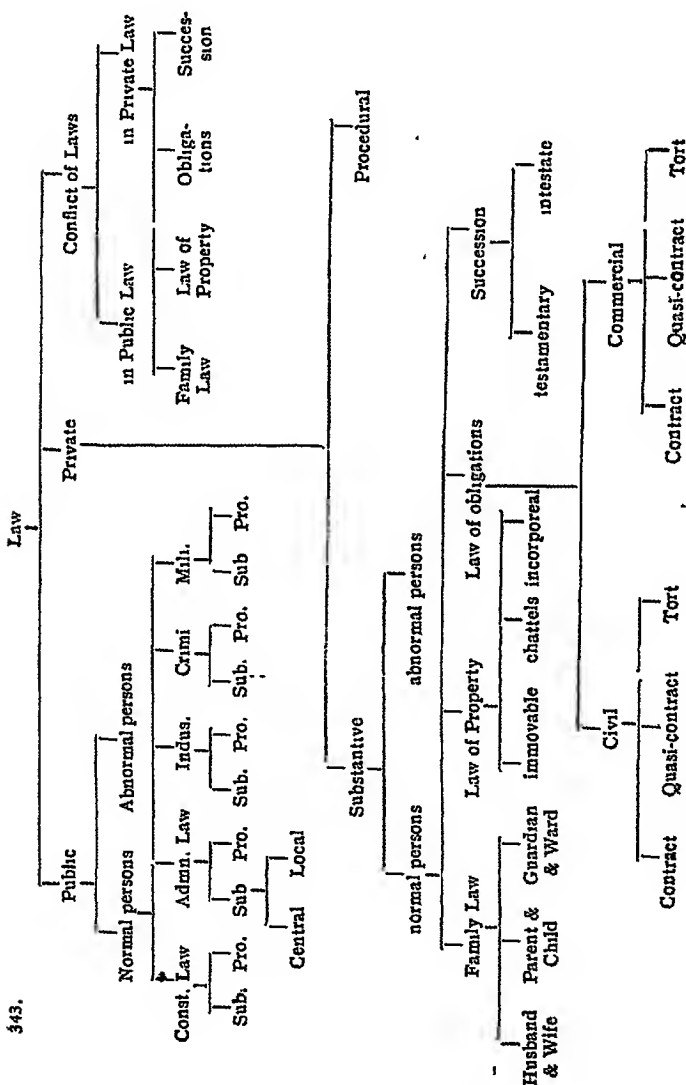 343.
Law
Public Private Conflict of Laws
Normal persons Abnormal persons in Public Law in Private Law
Const. Law Admn. Law Indus. Crimi Mili. Family Law Law of Property Obliga-tions Succes-sion
Sub. Pro. Sub Pro. Sub. Pro. Sub. Pro. Sub Pro.
Central Local
Substantive Procedural
normal persons abnormal persons
Family Law Law of Property Law of obligations Succession
Husband & Wife Parent & Child Guardian & Ward immovable chattels incorporeal testamentary intestate
Civil Commercial
Contract Quasi-contract Tort Contract Quasi-contract Tort